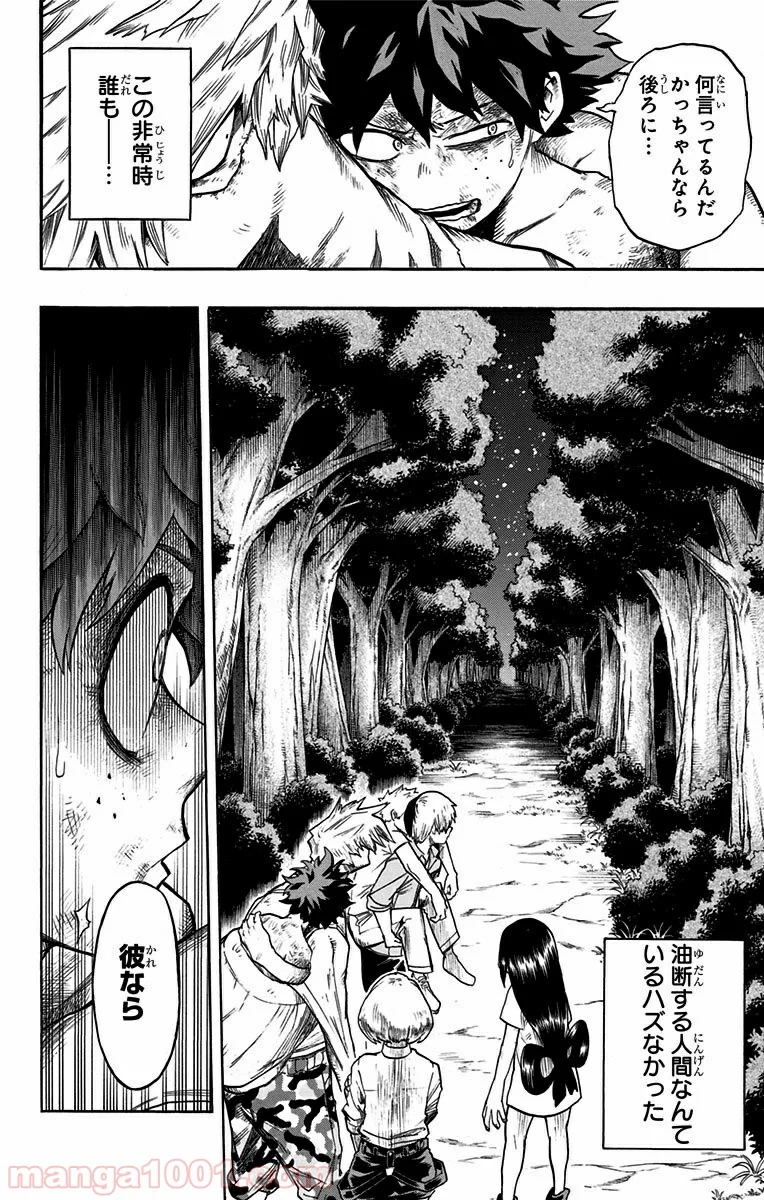 何言ってるんだ
かっちゃんなら
後ろに…
この非常時
誰も──…
油断する人間なんて
いるハズなかった
彼なら
manga1001.com